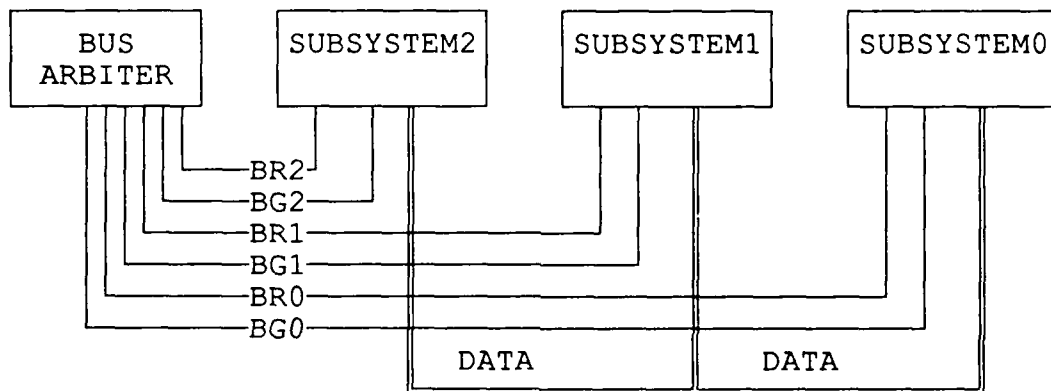 BUS
ARBITER
SUBSYSTEM2
SUBSYSTEM1
SUBSYSTEM0
BR2
BG2
BR1
BG1
BR0
BG0
DATA
DATA